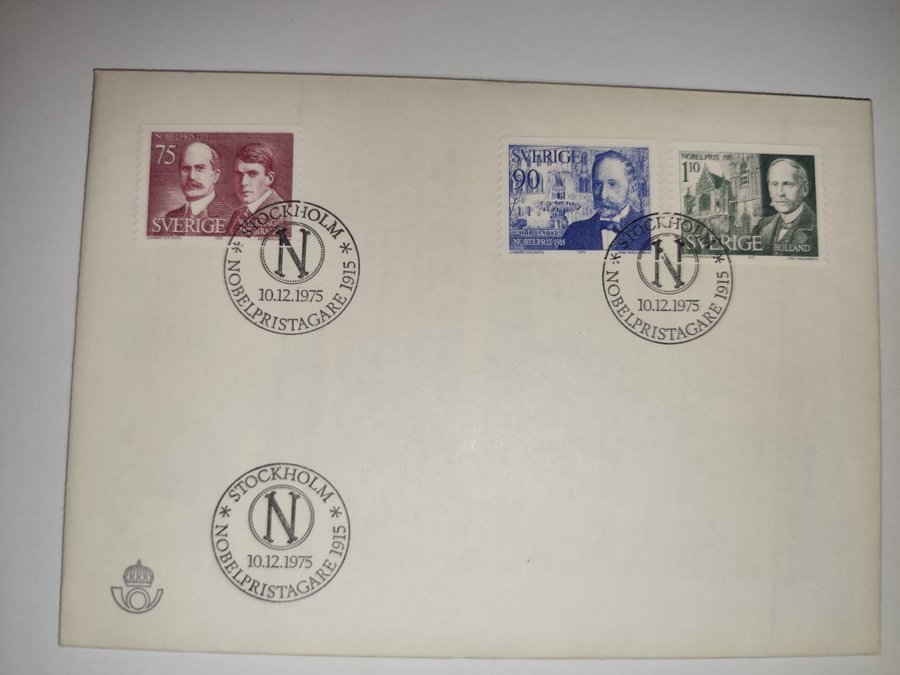 NOBELPRIS 1915
75
BRAGG
SVERIGE
SVERIGE
90
WILLSTÄTTER
NOBELPRIS 1915
NOBELPRIS 1915
1.10
SVERIGE
ROLLAND
STOCKHOLM
N
10.12.1975
* NOBELPRISTAGARE 1915 *
STOCKHOLM
N
10.12.1975
* NOBELPRISTAGARE 1915 *
STOCKHOLM
N
10.12.1975
* NOBELPRISTAGARE 1915 *